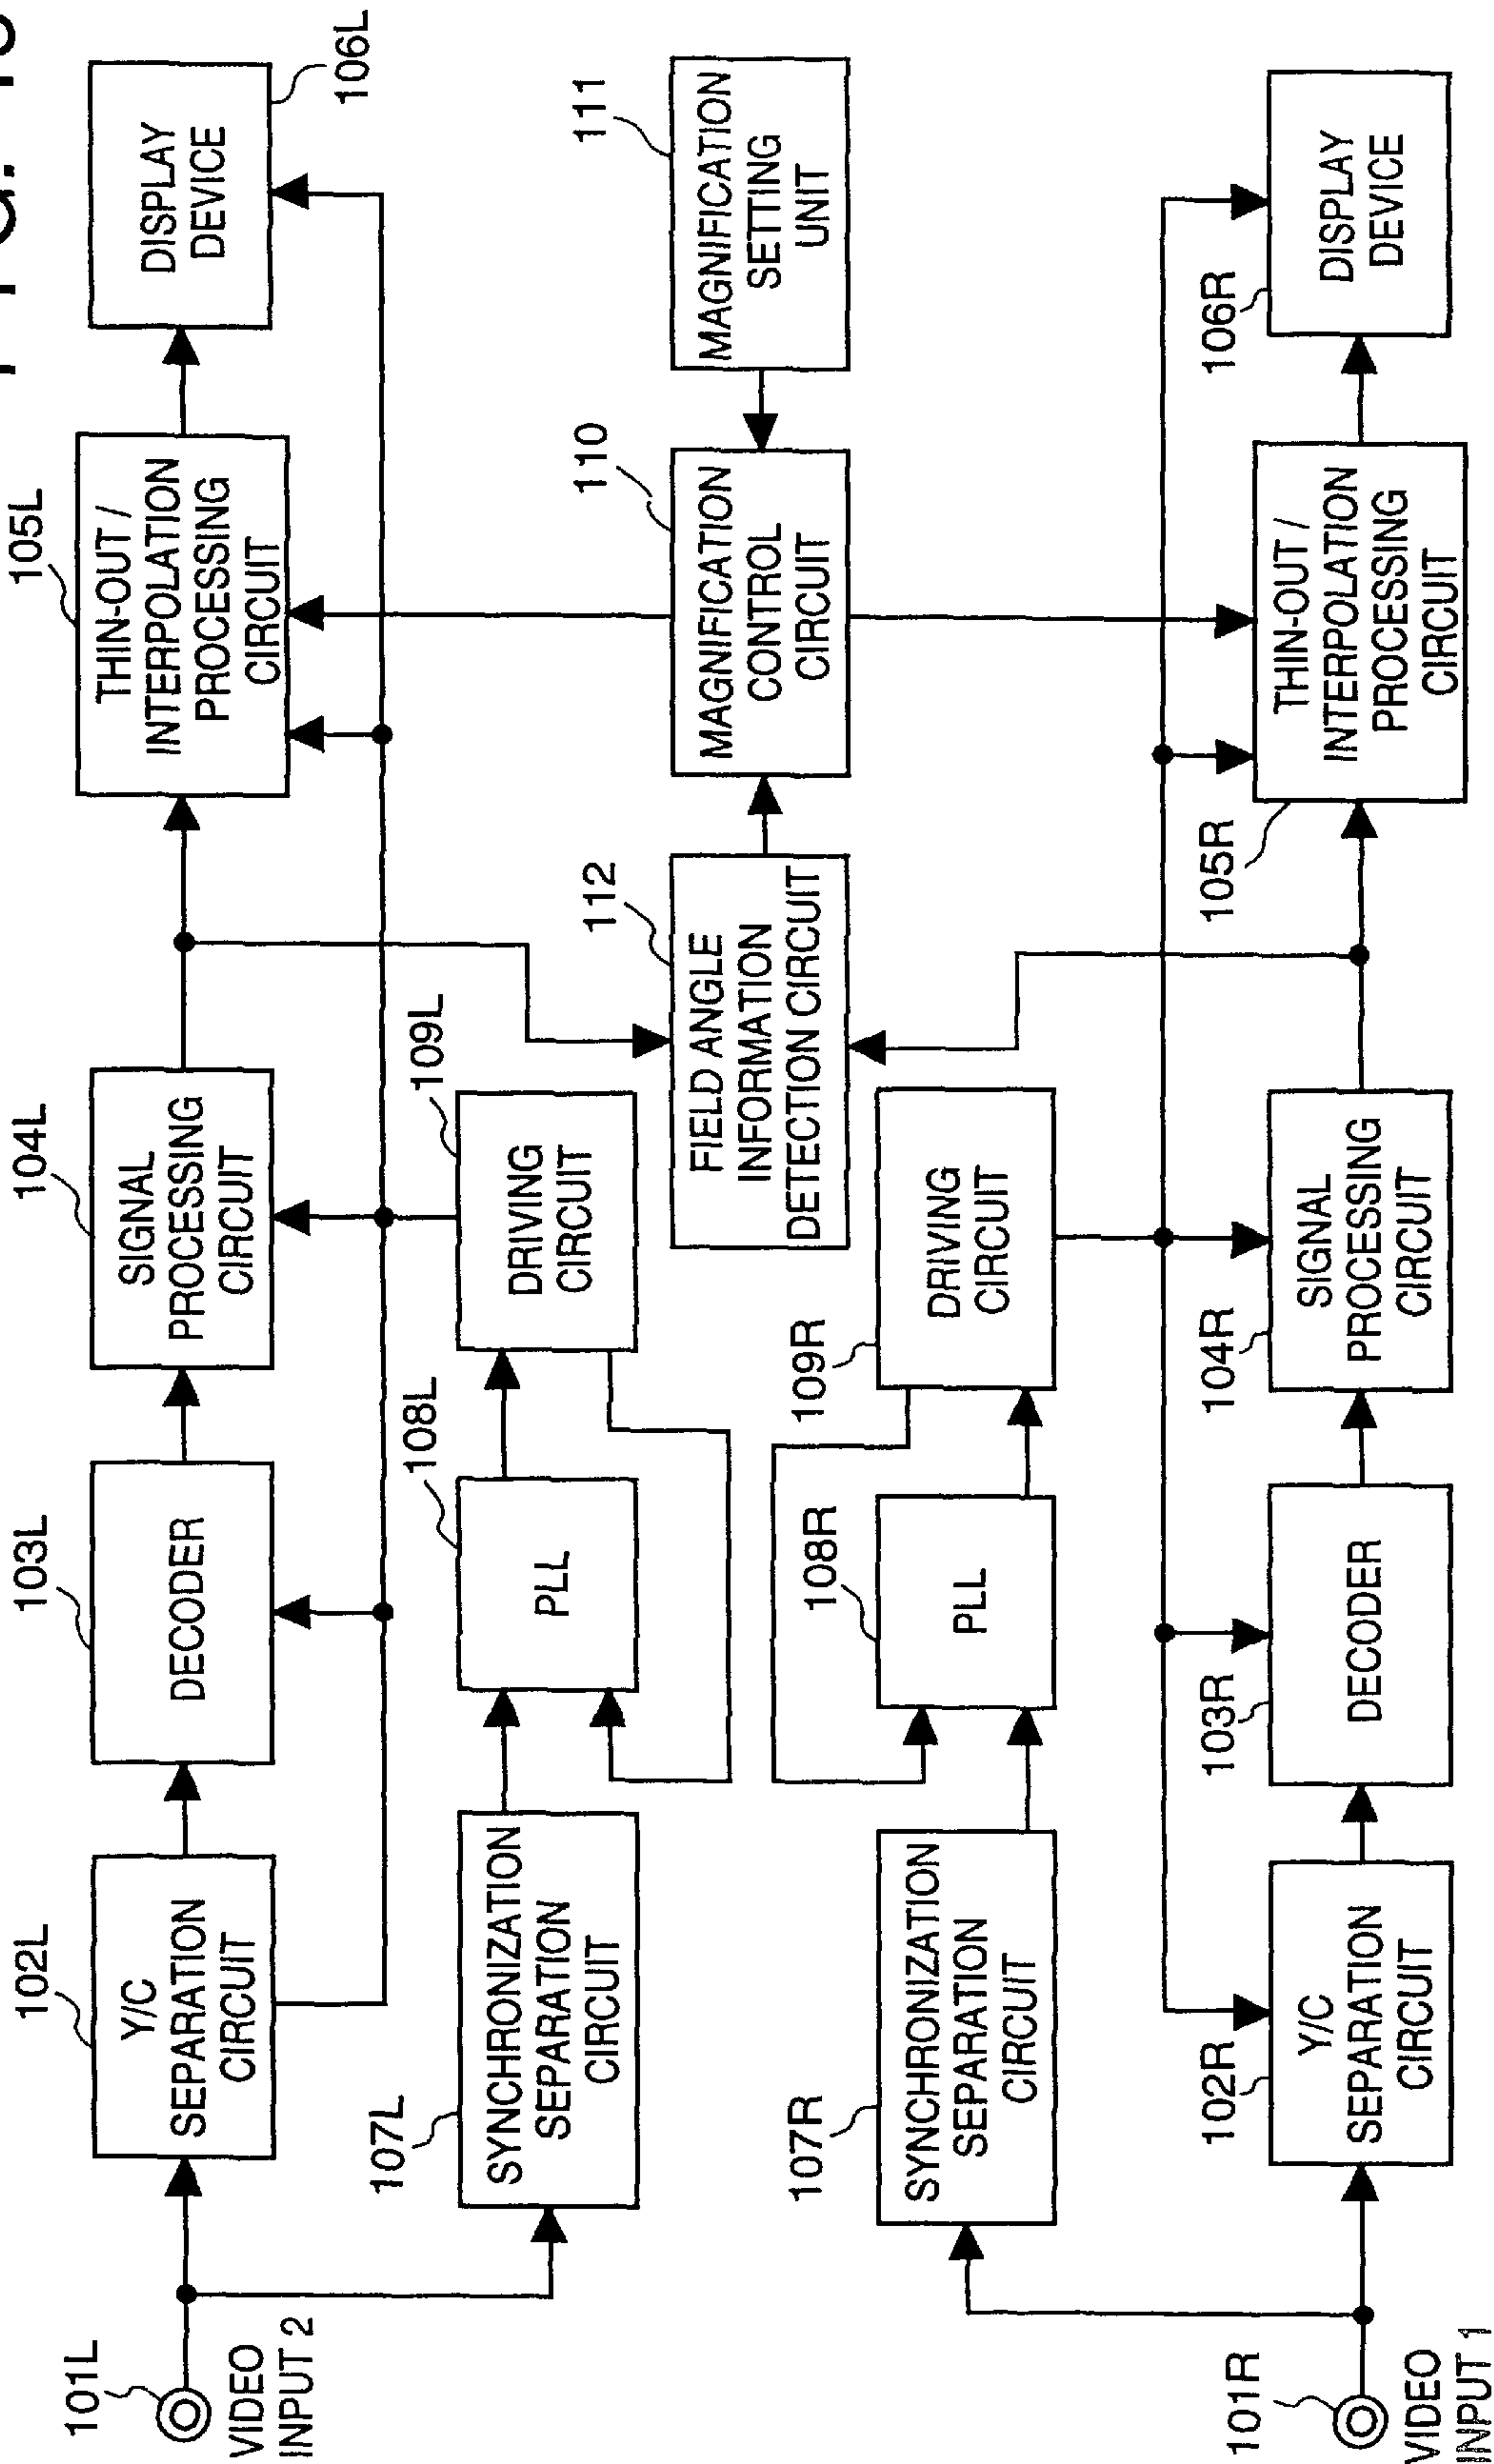 101L
VIDEO
INPUT 2
102L
Y/C
SEPARATION
CIRCUIT
103L
DECODER
104L
SIGNAL
PROCESSING
CIRCUIT
105L
THIN-OUT /
INTERPOLATION
PROCESSING
CIRCUIT
106L
DISPLAY
DEVICE
107L
SYNCHRONIZATION
SEPARATION
CIRCUIT
108L
PLL
109L
DRIVING
CIRCUIT
112
FIELD ANGLE
INFORMATION
DETECTION CIRCUIT
110
MAGNIFICATION
CONTROL
CIRCUIT
111
MAGNIFICATION
SETTING
UNIT
107R
SYNCHRONIZATION
SEPARATION
CIRCUIT
108R
PLL
109R
DRIVING
CIRCUIT
101R
VIDEO
INPUT 1
102R
Y/C
SEPARATION
CIRCUIT
103R
DECODER
104R
SIGNAL
PROCESSING
CIRCUIT
105R
THIN-OUT /
INTERPOLATION
PROCESSING
CIRCUIT
106R
DISPLAY
DEVICE